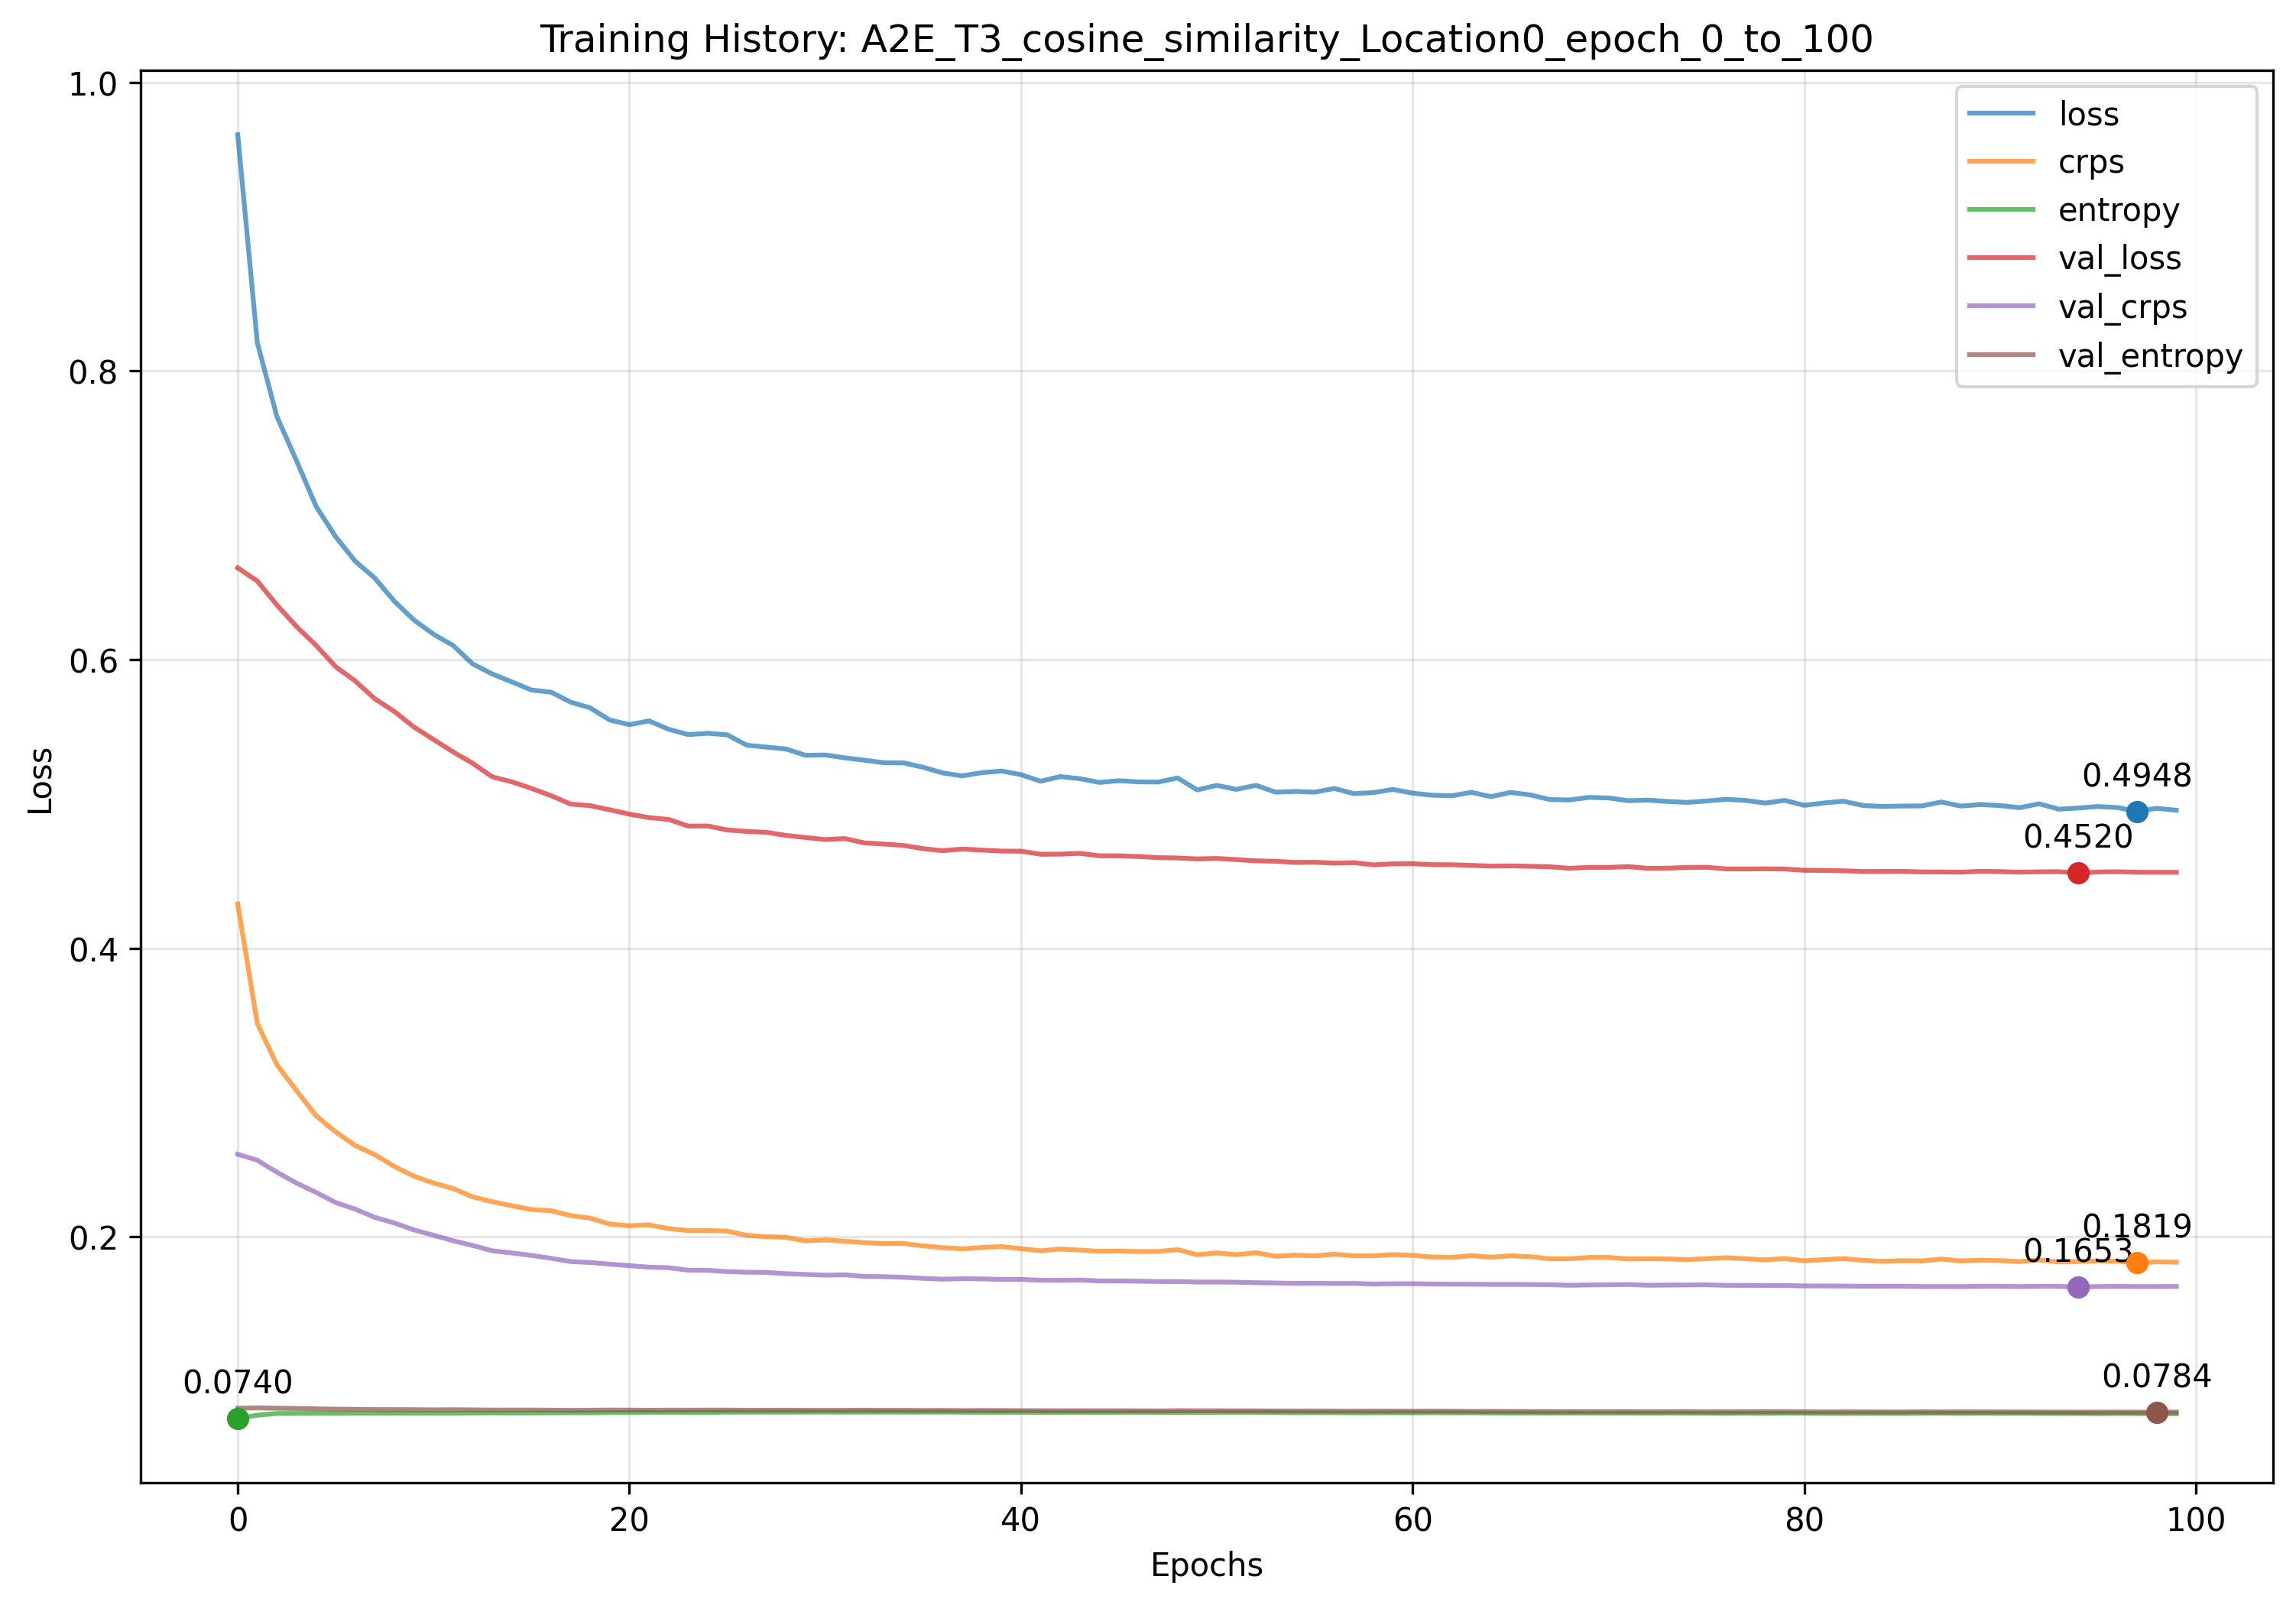 Training History: A2E_T3_cosine_similarity_Location0_epoch_0_to_100
1.0
0.8
0.6
0.4
0.2
Loss
loss
crps
entropy
val_loss
val_crps
val_entropy
0.4948
0.4520
0.1819
0.1653
0.0740
0.0784
0
20
40
60
80
100
Epochs